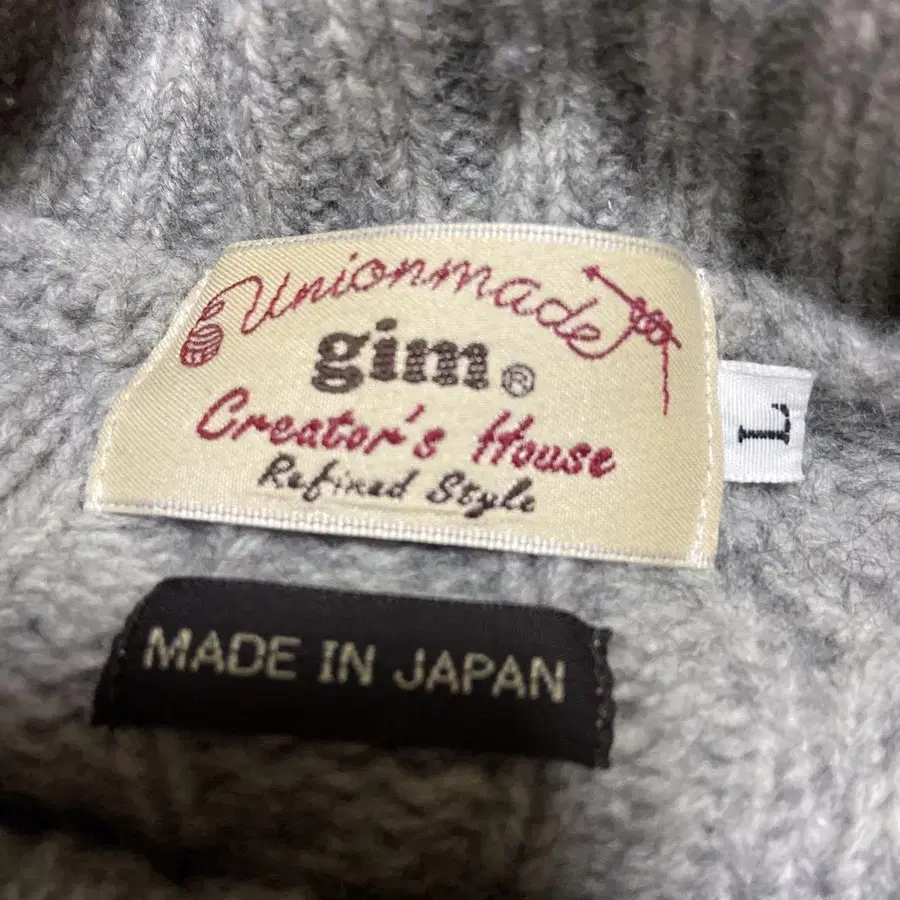 Unionmade
gim®
Creator's House
Refined Style
L
MADE IN JAPAN